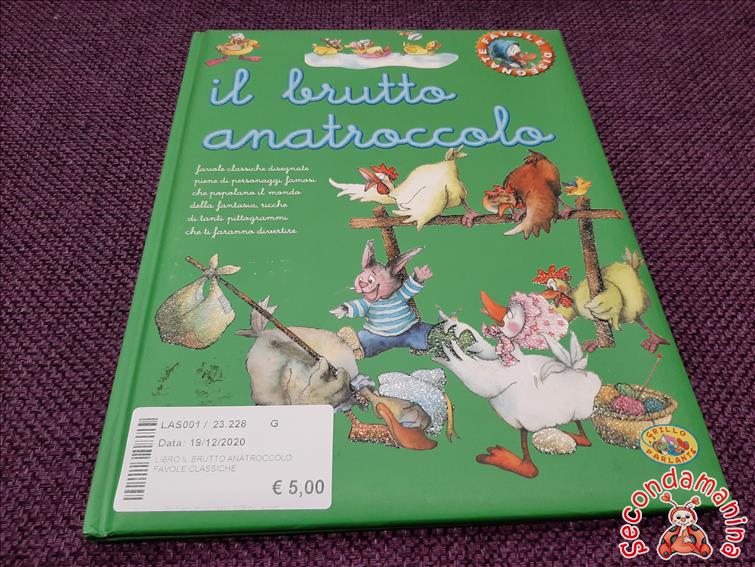 FAVOLE DISEGNATE
il brutto
anatroccolo
favole classiche disegnate
piene di personaggi famosi
che popolano il mondo
della fantasia, ricche
di tanti pittogrammi
che ti faranno divertire
LAS001 / 23.228 G
Data: 19/12/2020
LIBRO IL BRUTTO ANATROCCOLO
FAVOLE CLASSICHE
€ 5,00
GRILLO
PARLANTE
Secondamanina